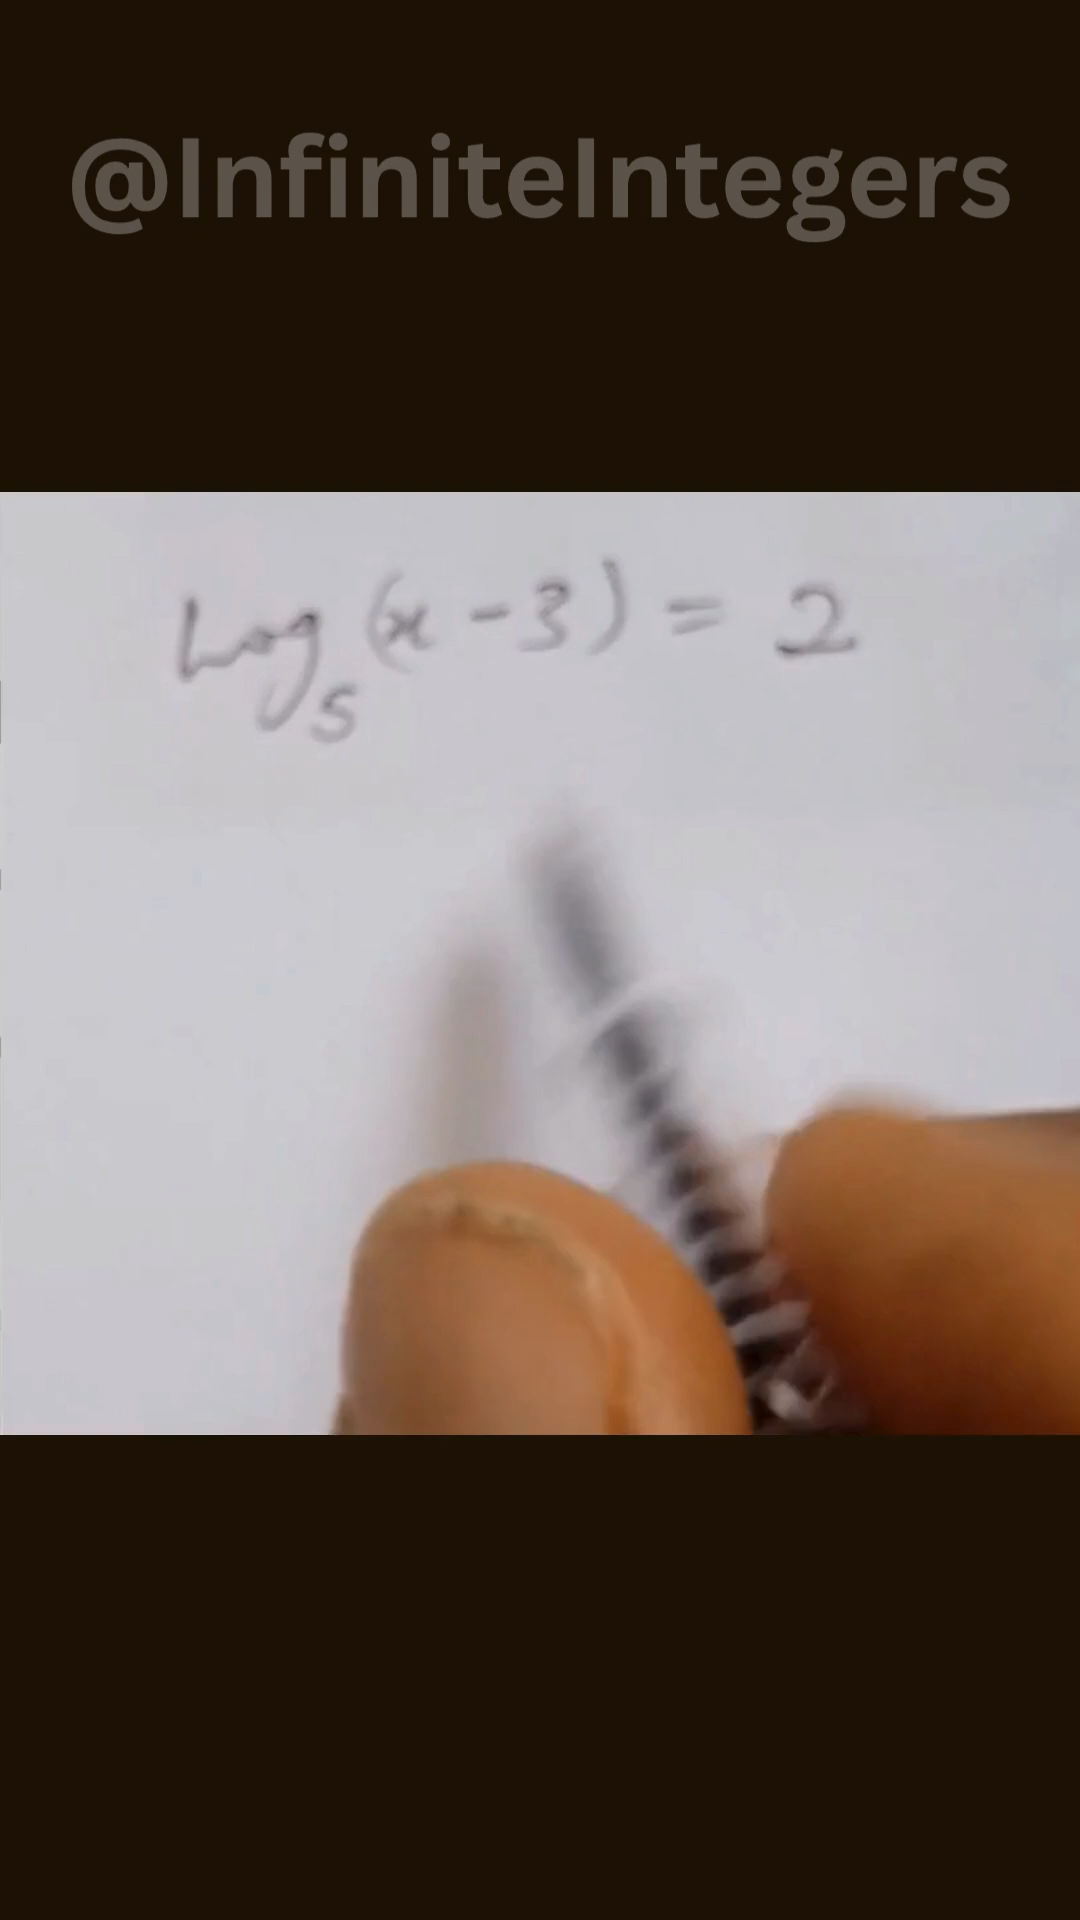 @InfiniteIntegers
Log₅(x - 3) = 2